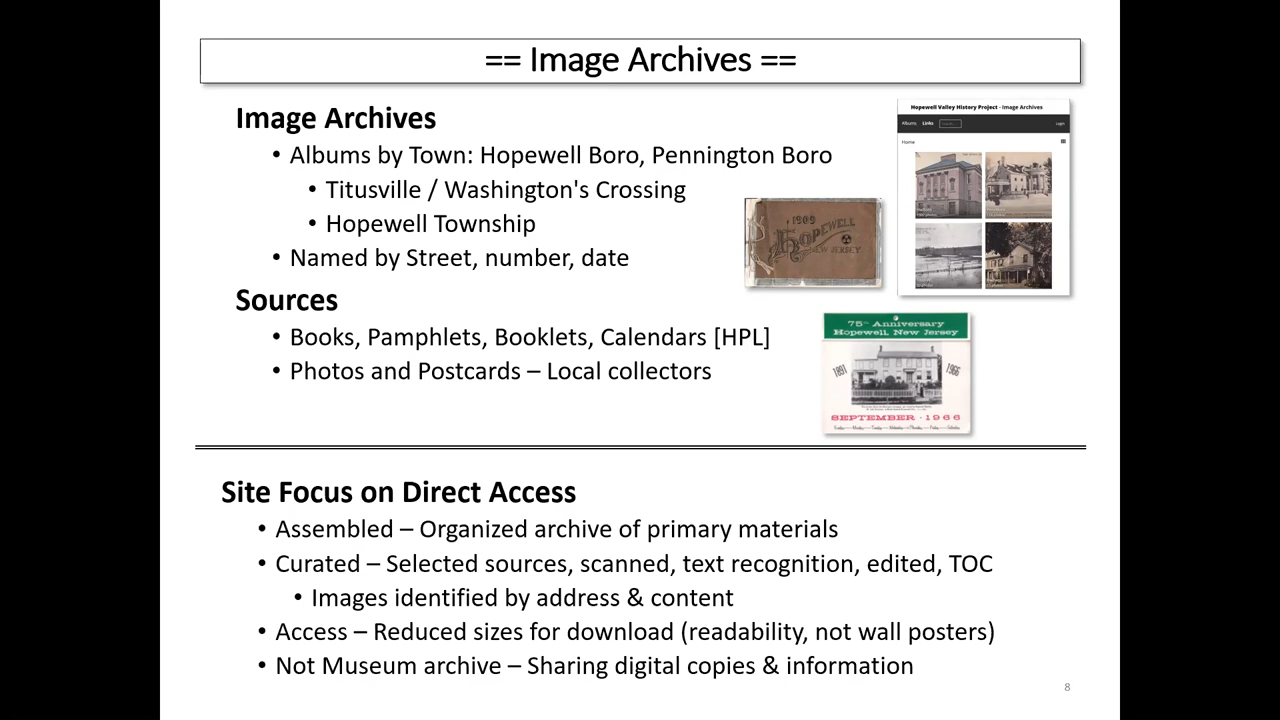 == Image Archives ==
Image Archives
• Albums by Town: Hopewell Boro, Pennington Boro
• Titusville / Washington's Crossing
• Hopewell Township
• Named by Street, number, date
Sources
• Books, Pamphlets, Booklets, Calendars [HPL]
• Photos and Postcards – Local collectors
Hopewell Valley History Project - Image Archives
Albums Links
Login
Home
1909
Hopewell
New Jersey
75th Anniversary
Hopewell, New Jersey
1891
1966
SEPTEMBER · 1966
Site Focus on Direct Access
• Assembled – Organized archive of primary materials
• Curated – Selected sources, scanned, text recognition, edited, TOC
• Images identified by address & content
• Access – Reduced sizes for download (readability, not wall posters)
• Not Museum archive – Sharing digital copies & information
8